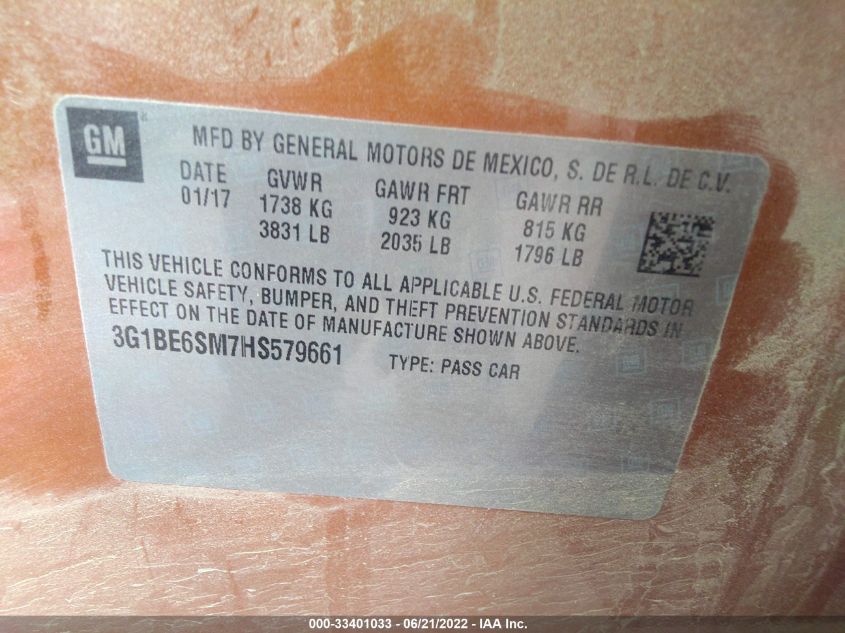 GM
MFD BY GENERAL MOTORS DE MEXICO, S. DE R.L. DE C.V.
DATE GVWR GAWR FRT GAWR RR
01/17 1738 KG 923 KG 815 KG
3831 LB 2035 LB 1796 LB
THIS VEHICLE CONFORMS TO ALL APPLICABLE U.S. FEDERAL MOTOR
VEHICLE SAFETY, BUMPER, AND THEFT PREVENTION STANDARDS IN
EFFECT ON THE DATE OF MANUFACTURE SHOWN ABOVE.
3G1BE6SM7HS579661 TYPE: PASS CAR
000-33401033 - 06/21/2022 - IAA Inc.